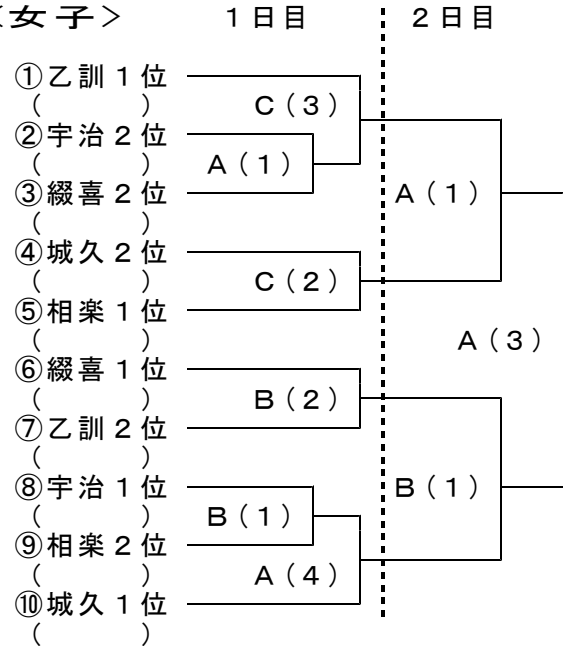 <女子> 1日目 2日目
①乙訓1位
( )
C(3)
②宇治2位
( )
A(1)
③綴喜2位
( )
A(1)
④城久2位
( )
C(2)
⑤相楽1位
( )
A(3)
⑥綴喜1位
( )
B(2)
⑦乙訓2位
( )
⑧宇治1位
( )
B(1)
B(1)
⑨相楽2位
( )
A(4)
⑩城久1位
( )